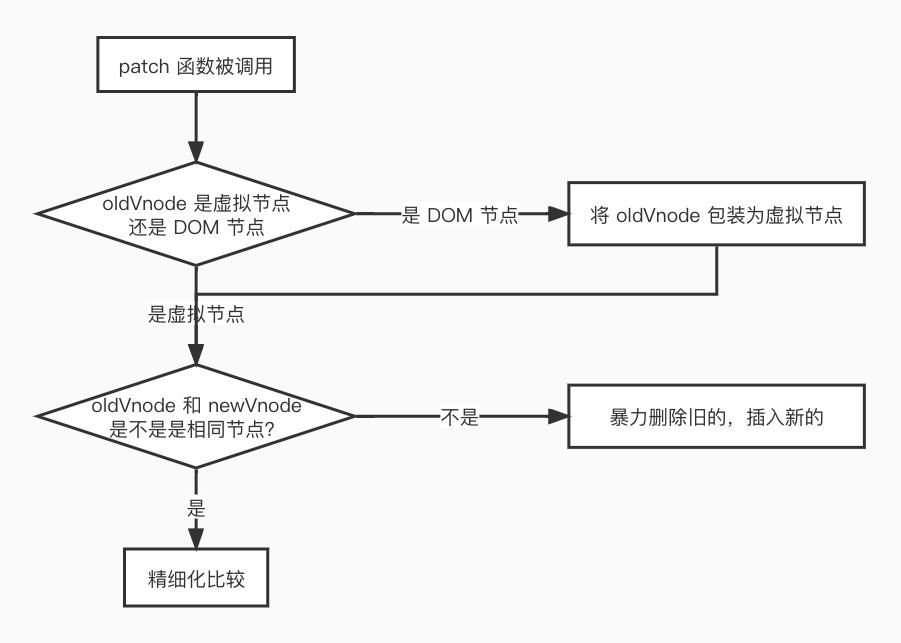 patch 函数被调用
oldVnode 是虚拟节点
还是 DOM 节点
是 DOM 节点
将 oldVnode 包装为虚拟节点
是虚拟节点
oldVnode 和 newVnode
是不是是相同节点?
不是
暴力删除旧的，插入新的
是
精细化比较